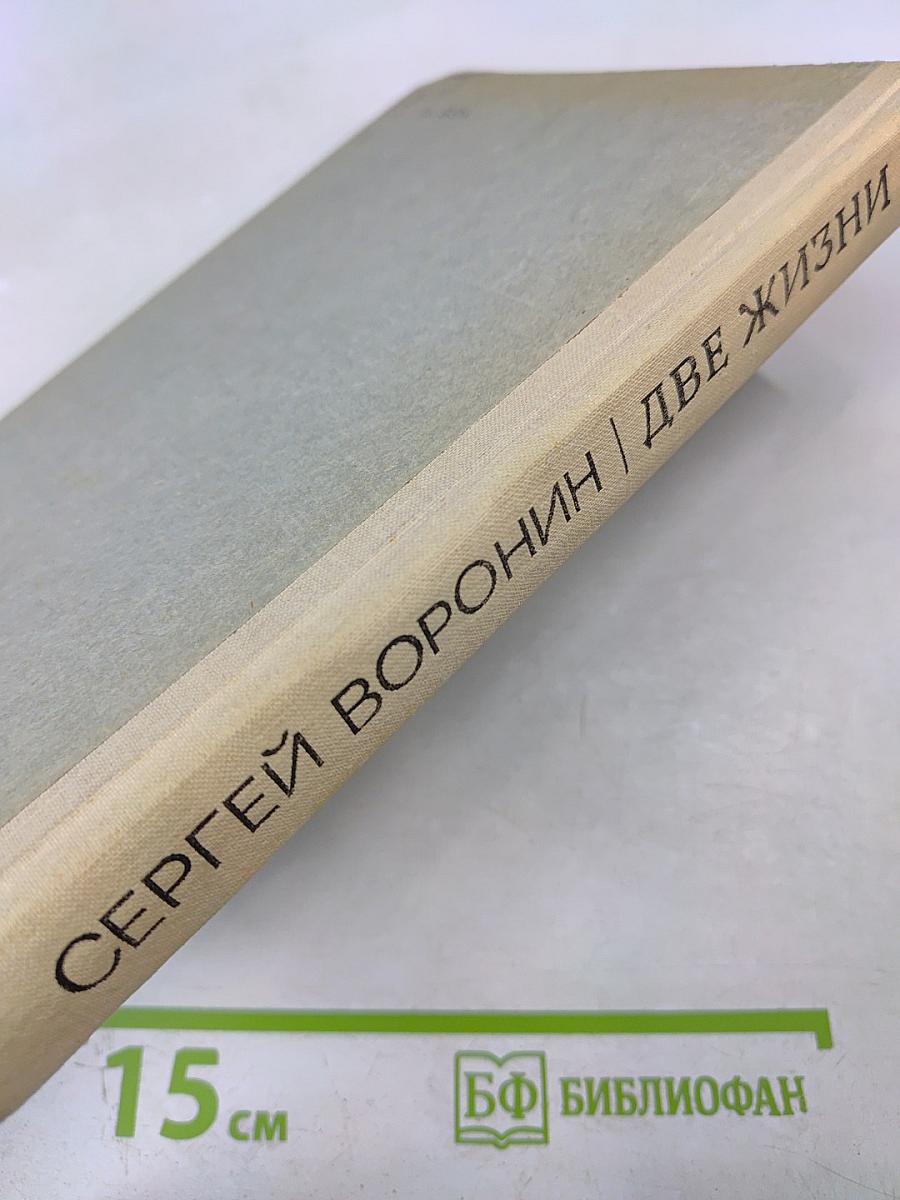 СЕРГЕЙ ВОРОНИН | ДВЕ ЖИЗНИ
15 см
БФ БИБЛИОФАН